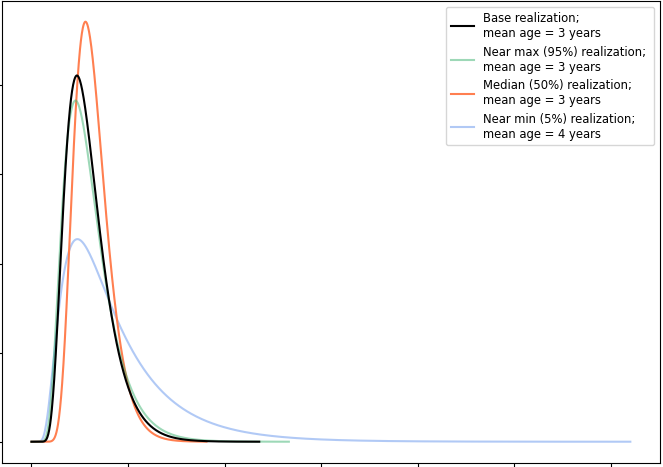 Base realization;
mean age = 3 years
Near max (95%) realization;
mean age = 3 years
Median (50%) realization;
mean age = 3 years
Near min (5%) realization;
mean age = 4 years